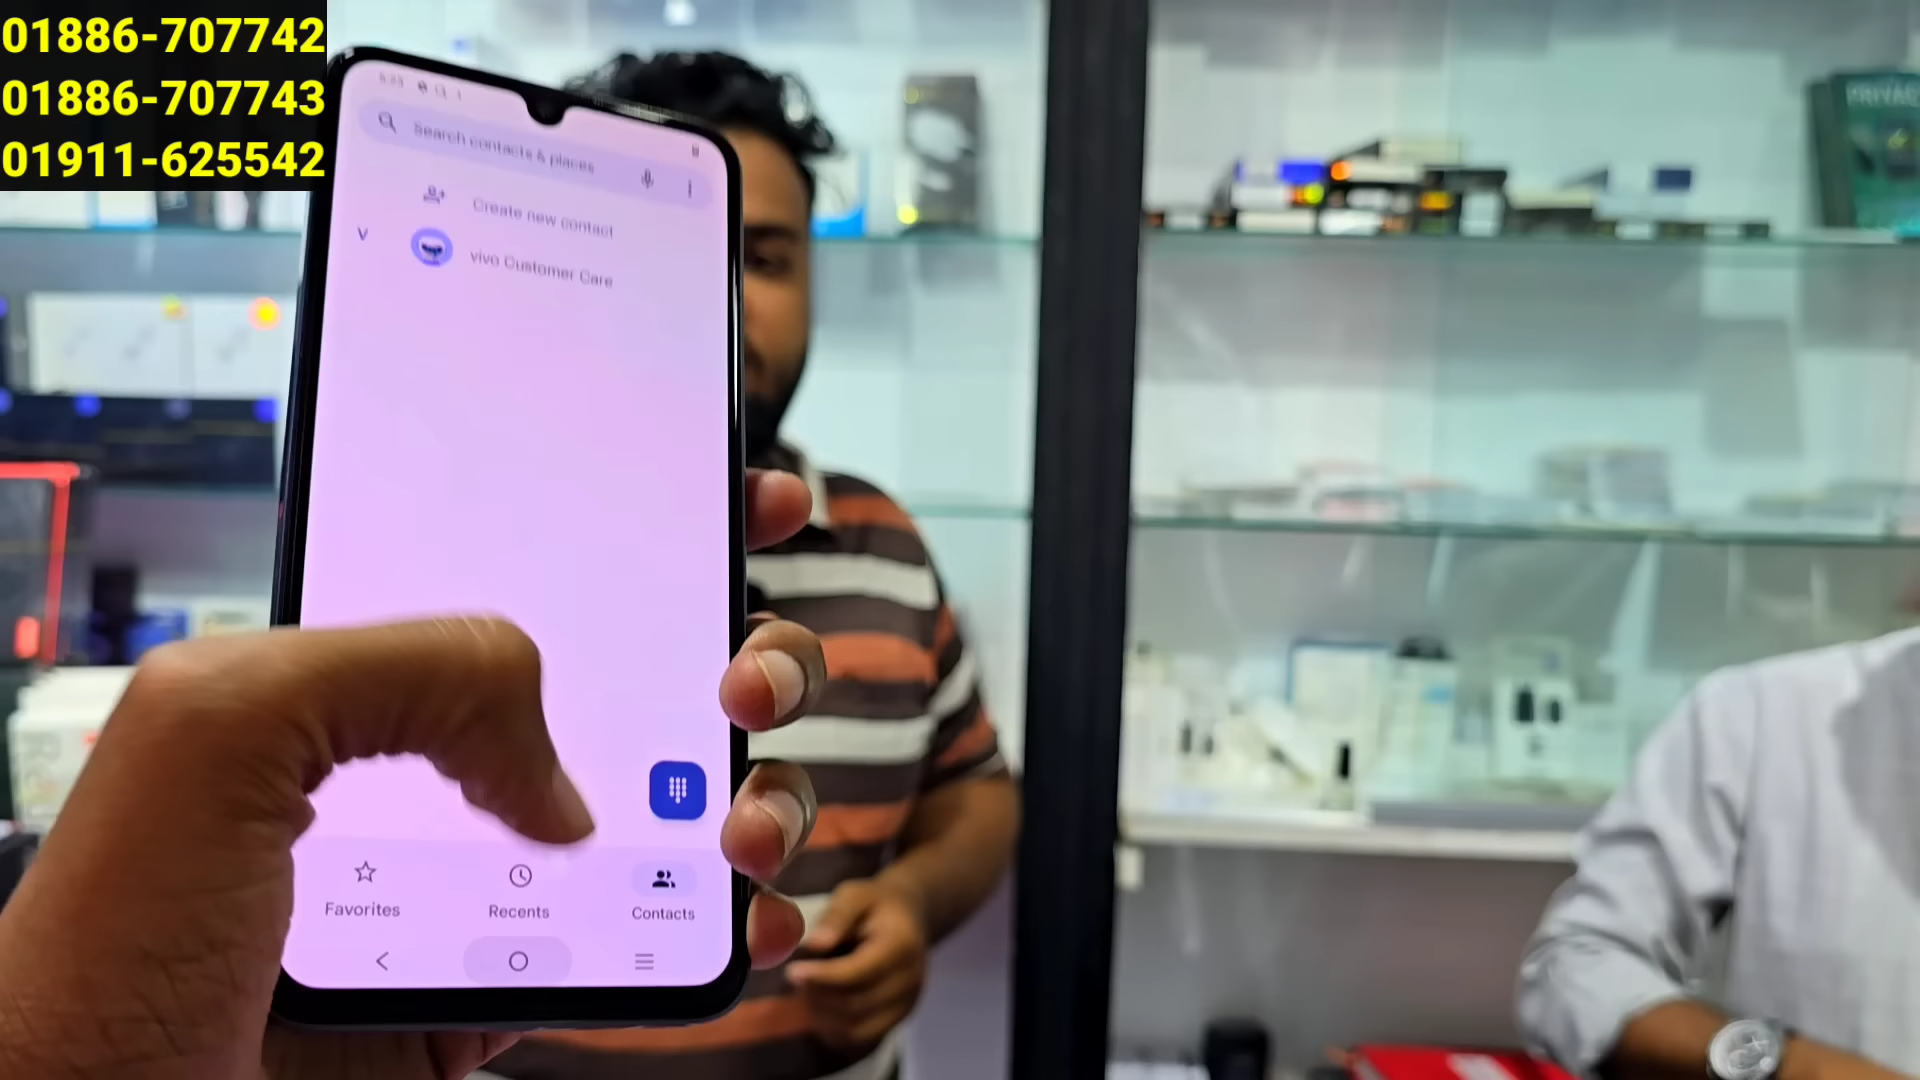 01886-707742
01886-707743
01911-625542
Search contacts & places
Create new contact
V
vivo Customer Care
Favorites
Recents
Contacts